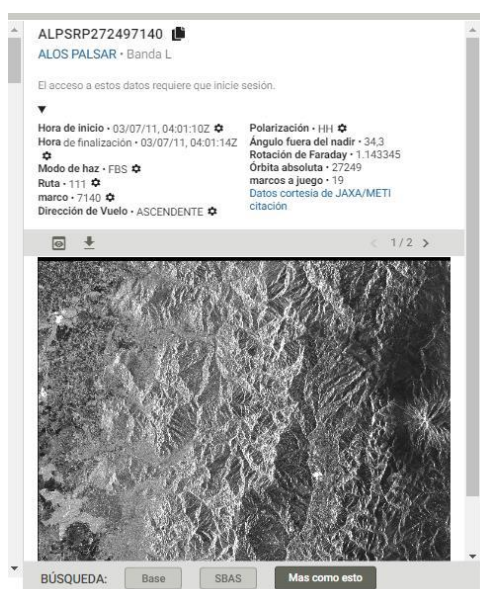 ALPSRP272497140
ALOS PALSAR • Banda L
El acceso a estos datos requiere que inicie sesión.
Hora de inicio • 03/07/11, 04:01:10Z
Hora de finalización • 03/07/11, 04:01:14Z
Modo de haz • FBS
Ruta • 111
marco • 7140
Dirección de Vuelo • ASCENDENTE
Polarización • HH
Ángulo fuera del nadir • 34,3
Rotación de Faraday • 1.143345
Órbita absoluta • 27249
marcos a juego • 19
Datos cortesía de JAXA/METI
citación
1 / 2
BÚSQUEDA:
Base
SBAS
Mas como esto